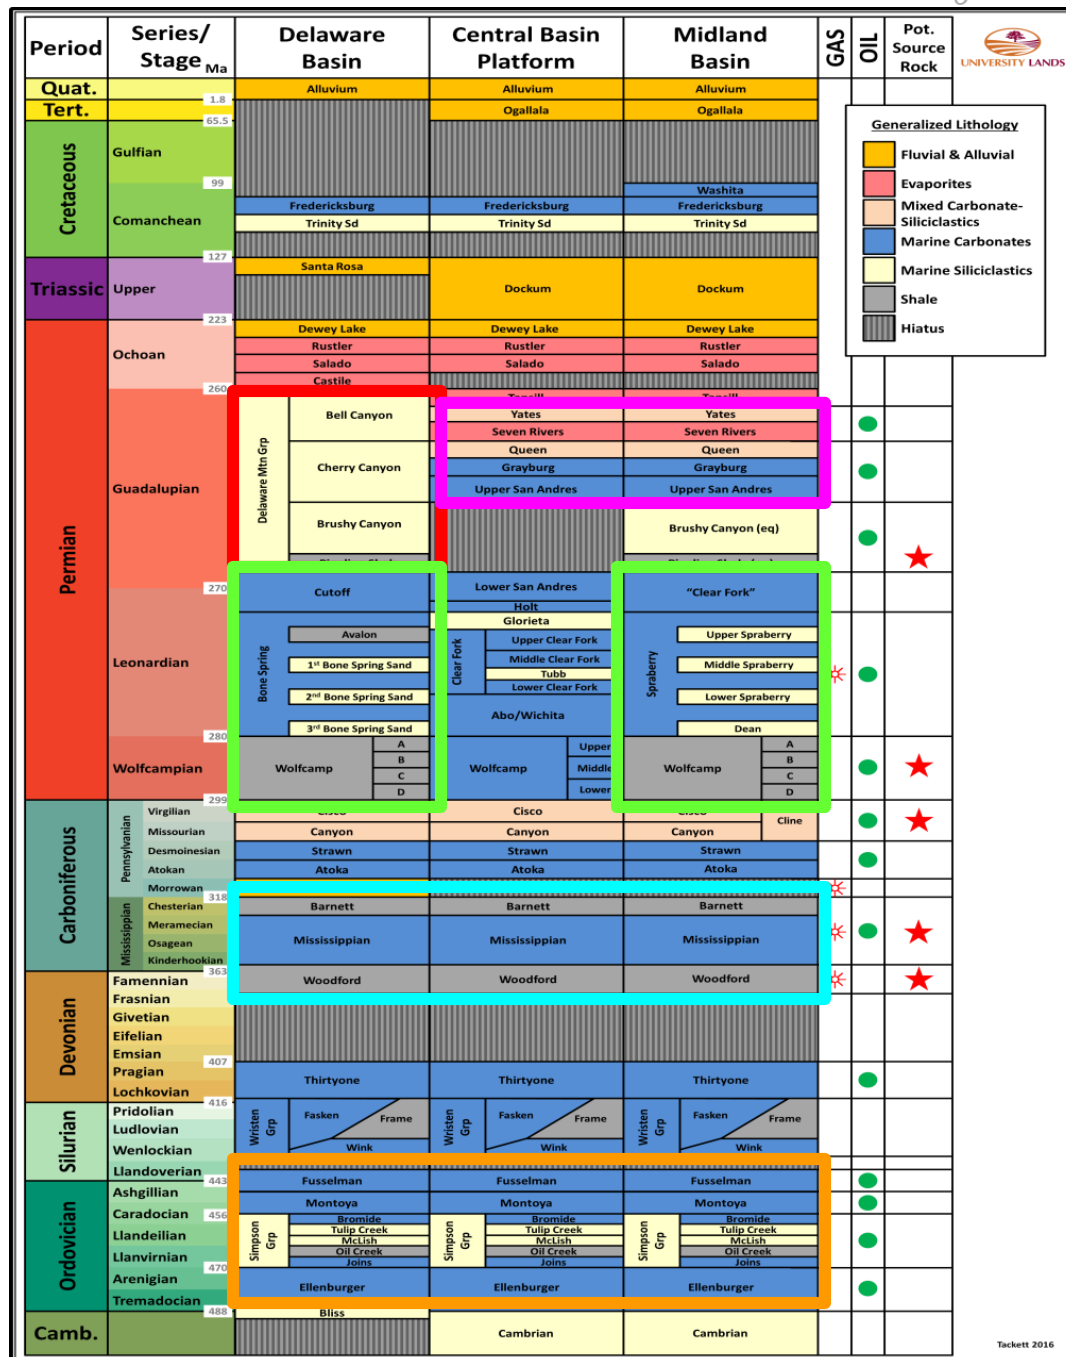 Period
Series/
Stage Ma
Delaware
Basin
Central Basin
Platform
Midland
Basin
GAS
OIL
Pot.
Source
Rock
UNIVERSITY LANDS
Quat.
Alluvium
Alluvium
Alluvium
1.8
Tert.
Ogallala
Ogallala
65.5
Generalized Lithology
Fluvial & Alluvial
Evaporites
Mixed Carbonate-
Siliciclastics
Marine Carbonates
Marine Siliciclastics
Shale
Hiatus
Cretaceous
Gulfian
99
Washita
Comanchean
Fredericksburg
Fredericksburg
Fredericksburg
Trinity Sd
Trinity Sd
Trinity Sd
127
Triassic
Upper
Santa Rosa
Dockum
Dockum
223
Permian
Ochoan
Dewey Lake
Dewey Lake
Dewey Lake
Rustler
Rustler
Rustler
Salado
Salado
Salado
Castile
260
Guadalupian
Delaware Mtn Grp
Bell Canyon
Yates
Yates
Seven Rivers
Seven Rivers
Cherry Canyon
Queen
Queen
Grayburg
Grayburg
Upper San Andres
Upper San Andres
Brushy Canyon
Brushy Canyon (eq)
270
Cutoff
Lower San Andres
"Clear Fork"
Holt
Glorieta
Leonardian
Bone Spring
Avalon
Clear Fork
Upper Clear Fork
Spraberry
Upper Spraberry
1st Bone Spring Sand
Middle Clear Fork
Middle Spraberry
Tubb
Lower Clear Fork
2nd Bone Spring Sand
Lower Spraberry
Abo/Wichita
3rd Bone Spring Sand
Dean
280
Wolfcampian
Wolfcamp
A
B
C
D
Wolfcamp
Upper
Middle
Lower
Wolfcamp
A
B
C
D
299
Carboniferous
Pennsylvanian
Virgilian
Cisco
Cisco
Cisco
Cline
Missourian
Canyon
Canyon
Canyon
Desmoinesian
Strawn
Strawn
Strawn
Atokan
Atoka
Atoka
Atoka
Morrowan
318
Mississippian
Chesterian
Barnett
Barnett
Barnett
Meramecian
Osagean
Mississippian
Mississippian
Mississippian
Kinderhookian
363
Devonian
Famennian
Woodford
Woodford
Woodford
Frasnian
Givetian
Eifelian
Emsian
407
Pragian
Thirtyone
Thirtyone
Thirtyone
Lochkovian
416
Silurian
Pridolian
Wristen
Grp
Fasken
Frame
Wristen
Grp
Fasken
Frame
Wristen
Grp
Fasken
Frame
Ludlovian
Wenlockian
Wink
Wink
Wink
Llandoverian
443
Fusselman
Fusselman
Fusselman
Ordovician
Ashgillian
Montoya
Montoya
Montoya
Caradocian
456
Simpson
Grp
Bromide
Simpson
Grp
Bromide
Simpson
Grp
Bromide
Llandeilian
Tulip Creek
Tulip Creek
Tulip Creek
McLish
McLish
McLish
Llanvirnian
Oil Creek
Oil Creek
Oil Creek
Joins
Joins
Joins
470
Arenigian
Ellenburger
Ellenburger
Ellenburger
Tremadocian
488
Bliss
Camb.
Cambrian
Cambrian
Tackett 2016